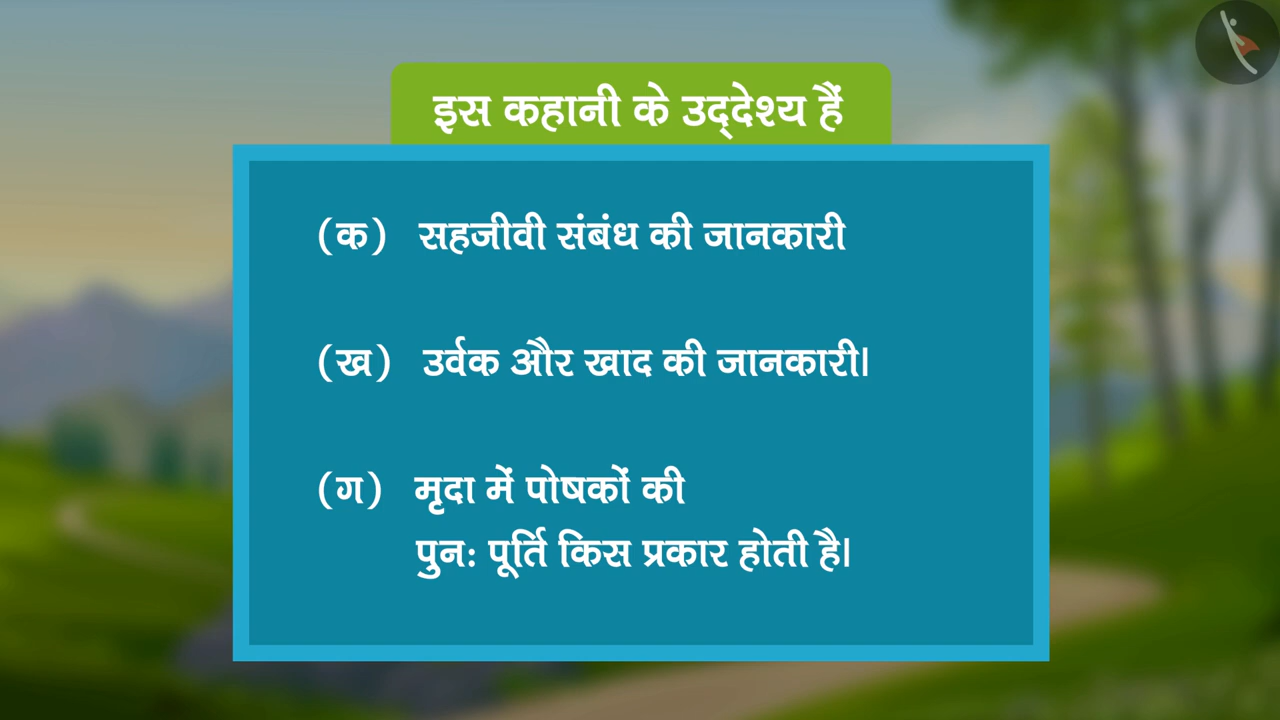 इस कहानी के उद्देश्य हैं
(क) सहजीवी संबंध की जानकारी
(ख) उर्वक और खाद की जानकारी।
(ग) मृदा में पोषकों की
पुनः पूर्ति किस प्रकार होती है।